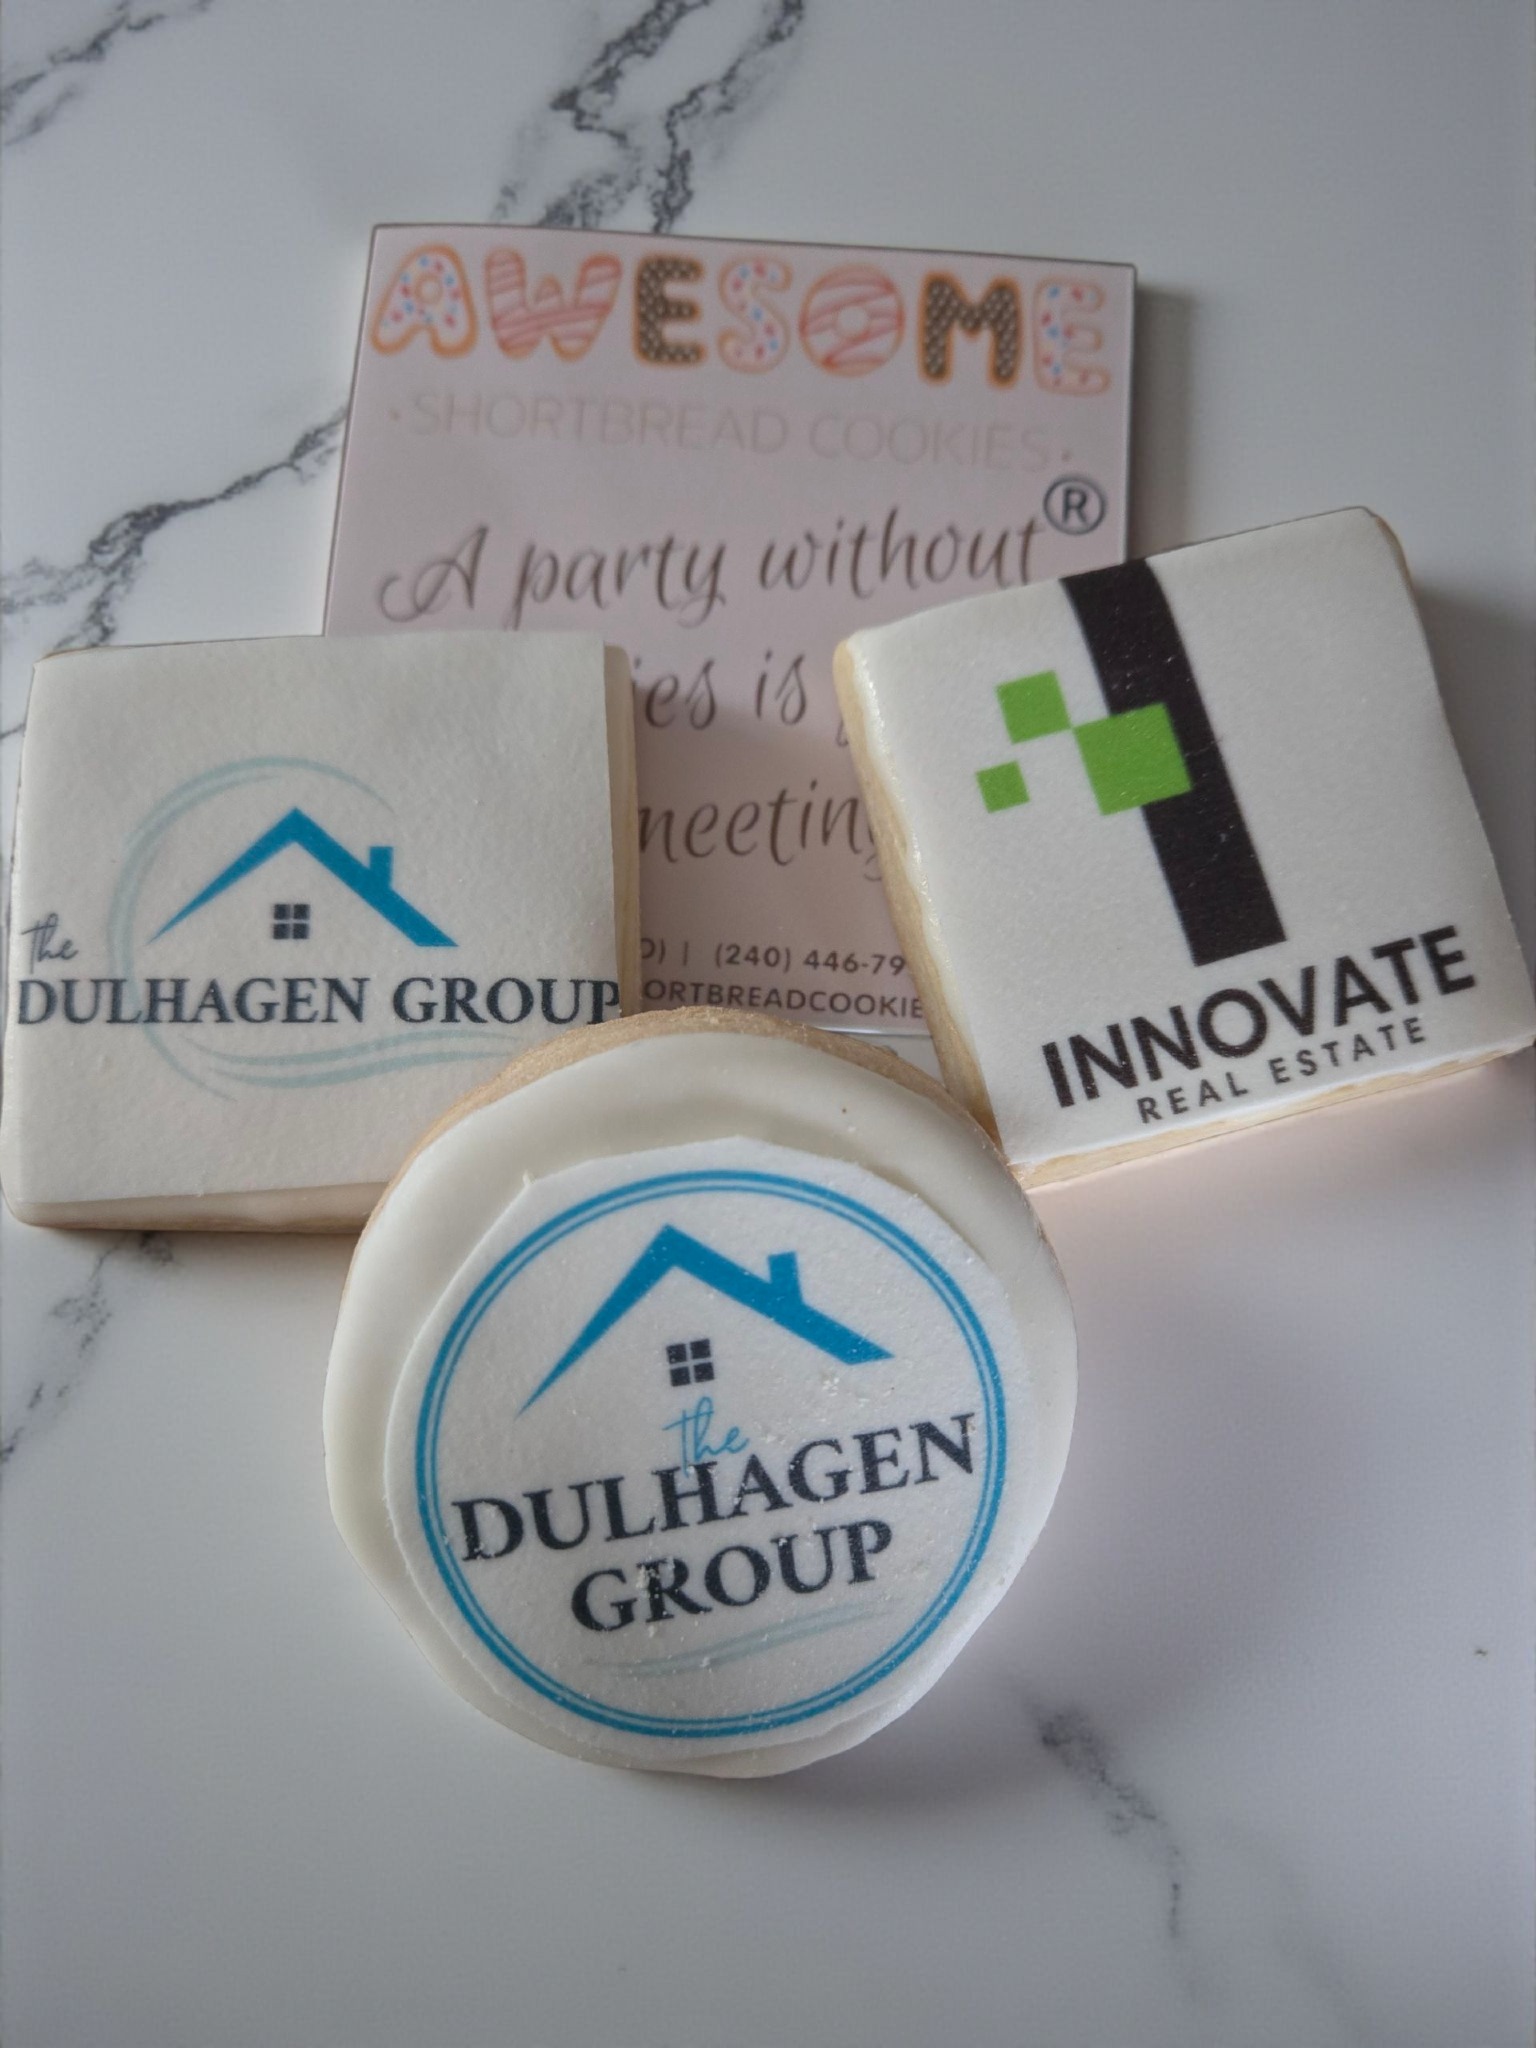 AWESOME
· SHORTBREAD COOKIES ·
®
A party without
ies is
meeting
D) | (240) 446-79
ORTBREADCOOKIE
the
DULHAGEN GROUP
INNOVATE
REAL ESTATE
the
DULHAGEN
GROUP